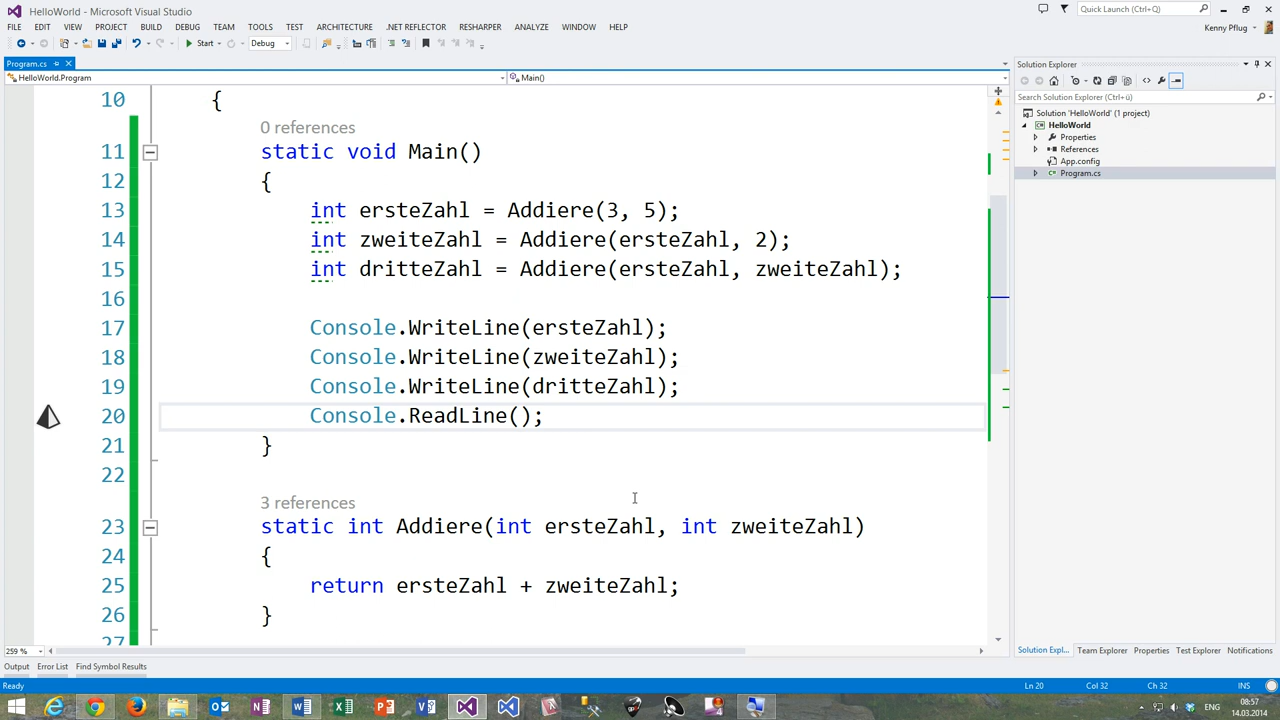 HelloWorld - Microsoft Visual Studio
Quick Launch (Ctrl+Q)
FILE EDIT VIEW PROJECT BUILD DEBUG TEAM TOOLS TEST ARCHITECTURE .NET REFLECTOR RESHARPER ANALYZE WINDOW HELP
Kenny Pflug
Start Debug
Program.cs
HelloWorld.Program
Main()
10 {
0 references
11 static void Main()
12 {
13 int ersteZahl = Addiere(3, 5);
14 int zweiteZahl = Addiere(ersteZahl, 2);
15 int dritteZahl = Addiere(ersteZahl, zweiteZahl);
16
17 Console.WriteLine(ersteZahl);
18 Console.WriteLine(zweiteZahl);
19 Console.WriteLine(dritteZahl);
20 Console.ReadLine();
21 }
22
3 references
23 static int Addiere(int ersteZahl, int zweiteZahl)
24 {
25 return ersteZahl + zweiteZahl;
26 }
27
259 %
Solution Explorer
Search Solution Explorer (Ctrl+ü)
Solution 'HelloWorld' (1 project)
HelloWorld
Properties
References
App.config
Program.cs
Solution Expl... Team Explorer Properties Test Explorer Notifications
Output Error List Find Symbol Results
Ready
Ln 20 Col 32 Ch 32 INS
ENG
08:57
14.03.2014